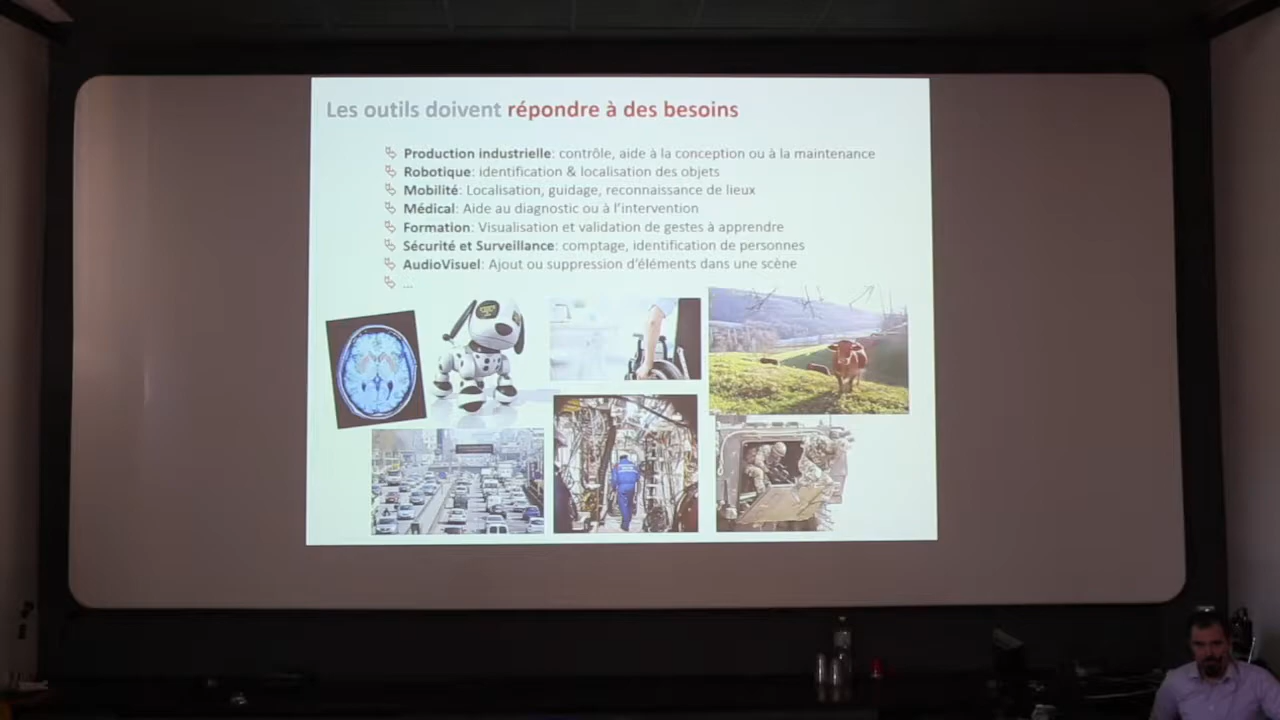 Les outils doivent répondre à des besoins
Production industrielle: contrôle, aide à la conception ou à la maintenance
Robotique: identification & localisation des objets
Mobilité: Localisation, guidage, reconnaissance de lieux
Médical: Aide au diagnostic ou à l'intervention
Formation: Visualisation et validation de gestes à apprendre
Sécurité et Surveillance: comptage, identification de personnes
AudioVisuel: Ajout ou suppression d'éléments dans une scène
...